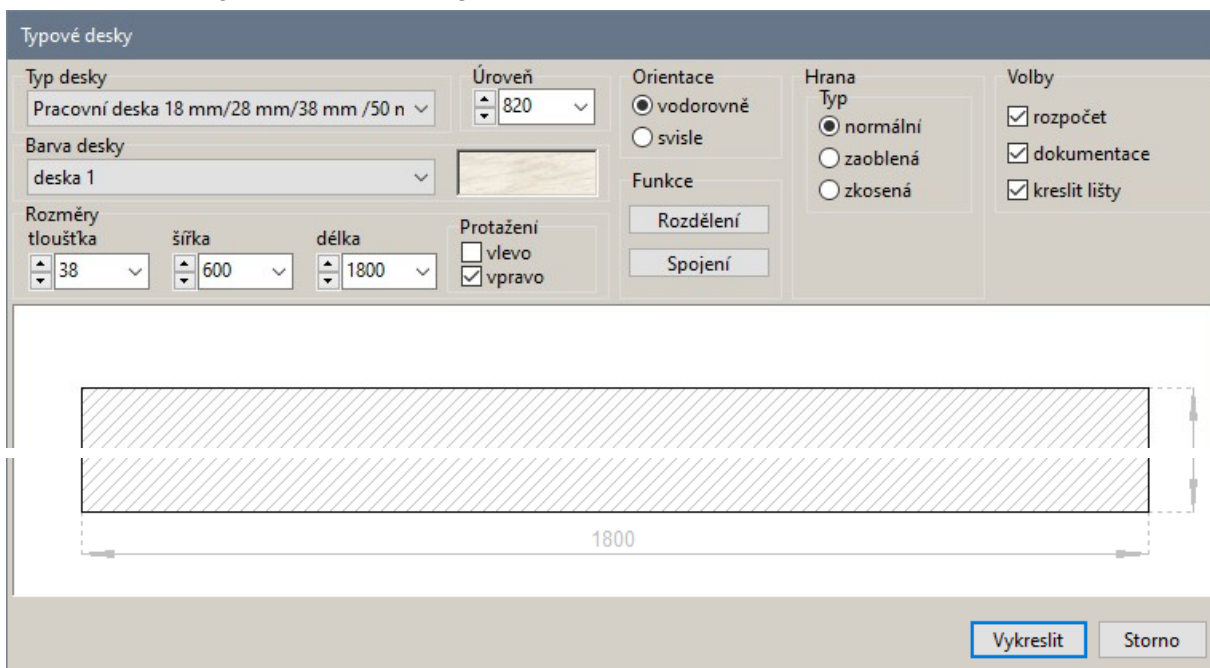 Typové desky
Typ desky
Pracovní deska 18 mm/28 mm/38 mm /50 n
Úroveň
820
Barva desky
deska 1
Rozměry
tloušťka šířka délka
38 600 1800
Protažení
vlevo
vpravo
Orientace
vodorovně
svisle
Funkce
Rozdělení
Spojení
Hrana
Typ
normální
zaoblená
zkosená
Volby
rozpočet
dokumentace
kreslit lišty
1800
Vykreslit Storno